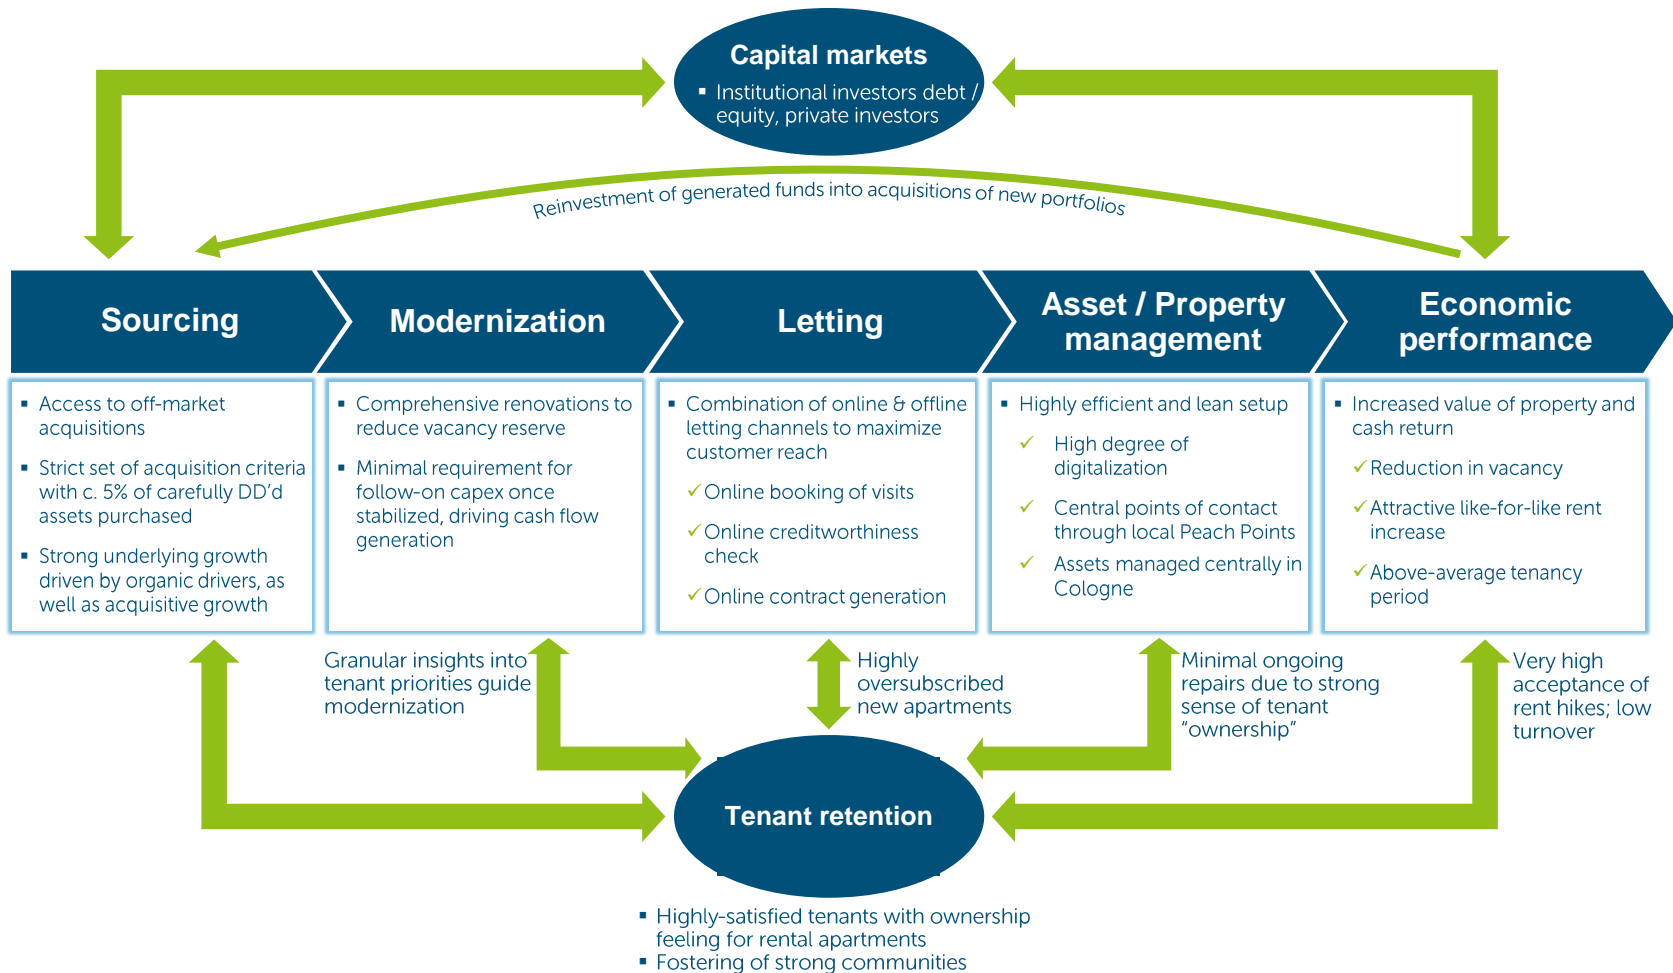 Capital markets
▪ Institutional investors debt /
equity, private investors
Reinvestment of generated funds into acquisitions of new portfolios
Sourcing
Modernization
Letting
Asset / Property
management
Economic
performance
▪ Access to off-market
acquisitions
▪ Strict set of acquisition criteria
with c. 5% of carefully DD’d
assets purchased
▪ Strong underlying growth
driven by organic drivers, as
well as acquisitive growth
▪ Comprehensive renovations to
reduce vacancy reserve
▪ Minimal requirement for
follow-on capex once
stabilized, driving cash flow
generation
▪ Combination of online & offline
letting channels to maximize
customer reach
✓ Online booking of visits
✓ Online creditworthiness
check
✓ Online contract generation
▪ Highly efficient and lean setup
✓ High degree of
digitalization
✓ Central points of contact
through local Peach Points
✓ Assets managed centrally in
Cologne
▪ Increased value of property and
cash return
✓ Reduction in vacancy
✓ Attractive like-for-like rent
increase
✓ Above-average tenancy
period
Granular insights into
tenant priorities guide
modernization
Highly
oversubscribed
new apartments
Minimal ongoing
repairs due to strong
sense of tenant
“ownership”
Very high
acceptance of
rent hikes; low
turnover
Tenant retention
▪ Highly-satisfied tenants with ownership
feeling for rental apartments
▪ Fostering of strong communities